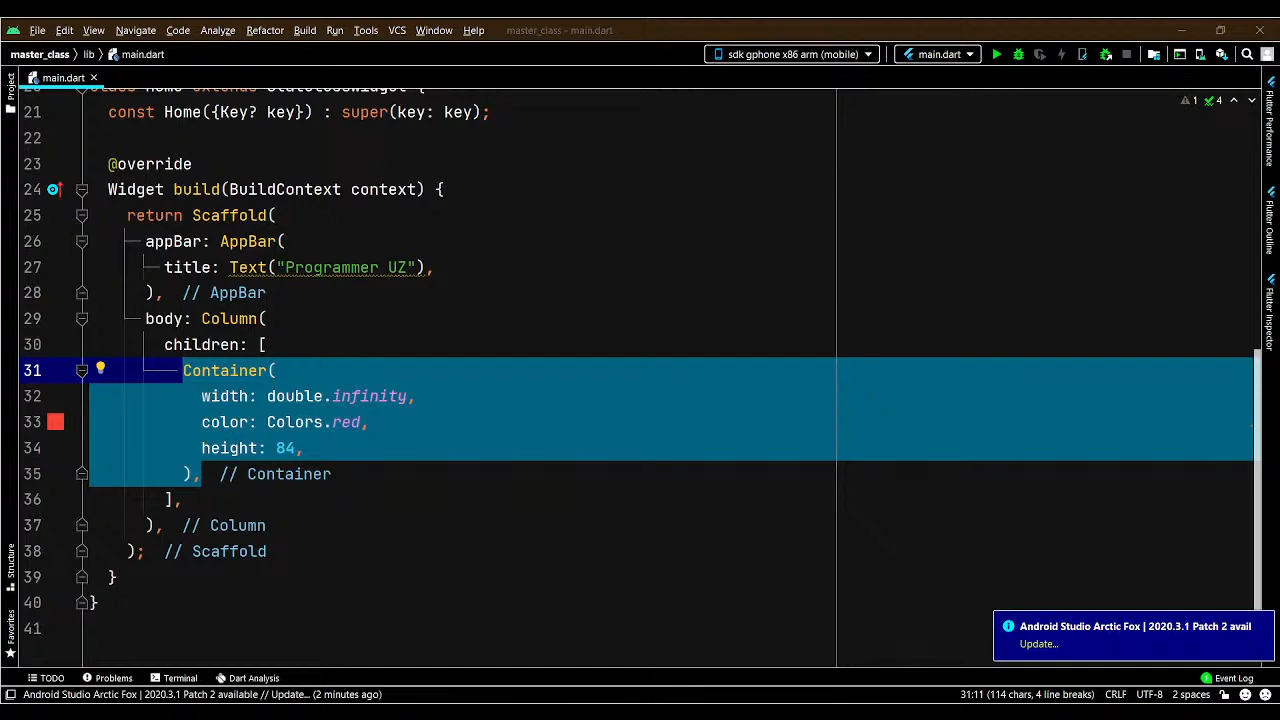 File Edit View Navigate Code Analyze Refactor Build Run Tools VCS Window Help master_class - main.dart
master_class lib main.dart sdk gphone x86 arm (mobile) main.dart
Project main.dart
1 4
21 const Home({Key? key}) : super(key: key);
22
23 @override
24 Widget build(BuildContext context) {
25 return Scaffold(
26 appBar: AppBar(
27 title: Text("Programmer UZ"),
28 ), // AppBar
29 body: Column(
30 children: [
31 Container(
32 width: double.infinity,
33 color: Colors.red,
34 height: 84,
35 ), // Container
36 ],
37 ), // Column
38 ); // Scaffold
39 }
40 }
41
Flutter Performance
Flutter Outline
Flutter Inspector
Structure
Favorites
Android Studio Arctic Fox | 2020.3.1 Patch 2 avail
Update...
TODO Problems Terminal Dart Analysis Event Log
Android Studio Arctic Fox | 2020.3.1 Patch 2 available // Update... (2 minutes ago) 31:11 (114 chars, 4 line breaks) CRLF UTF-8 2 spaces